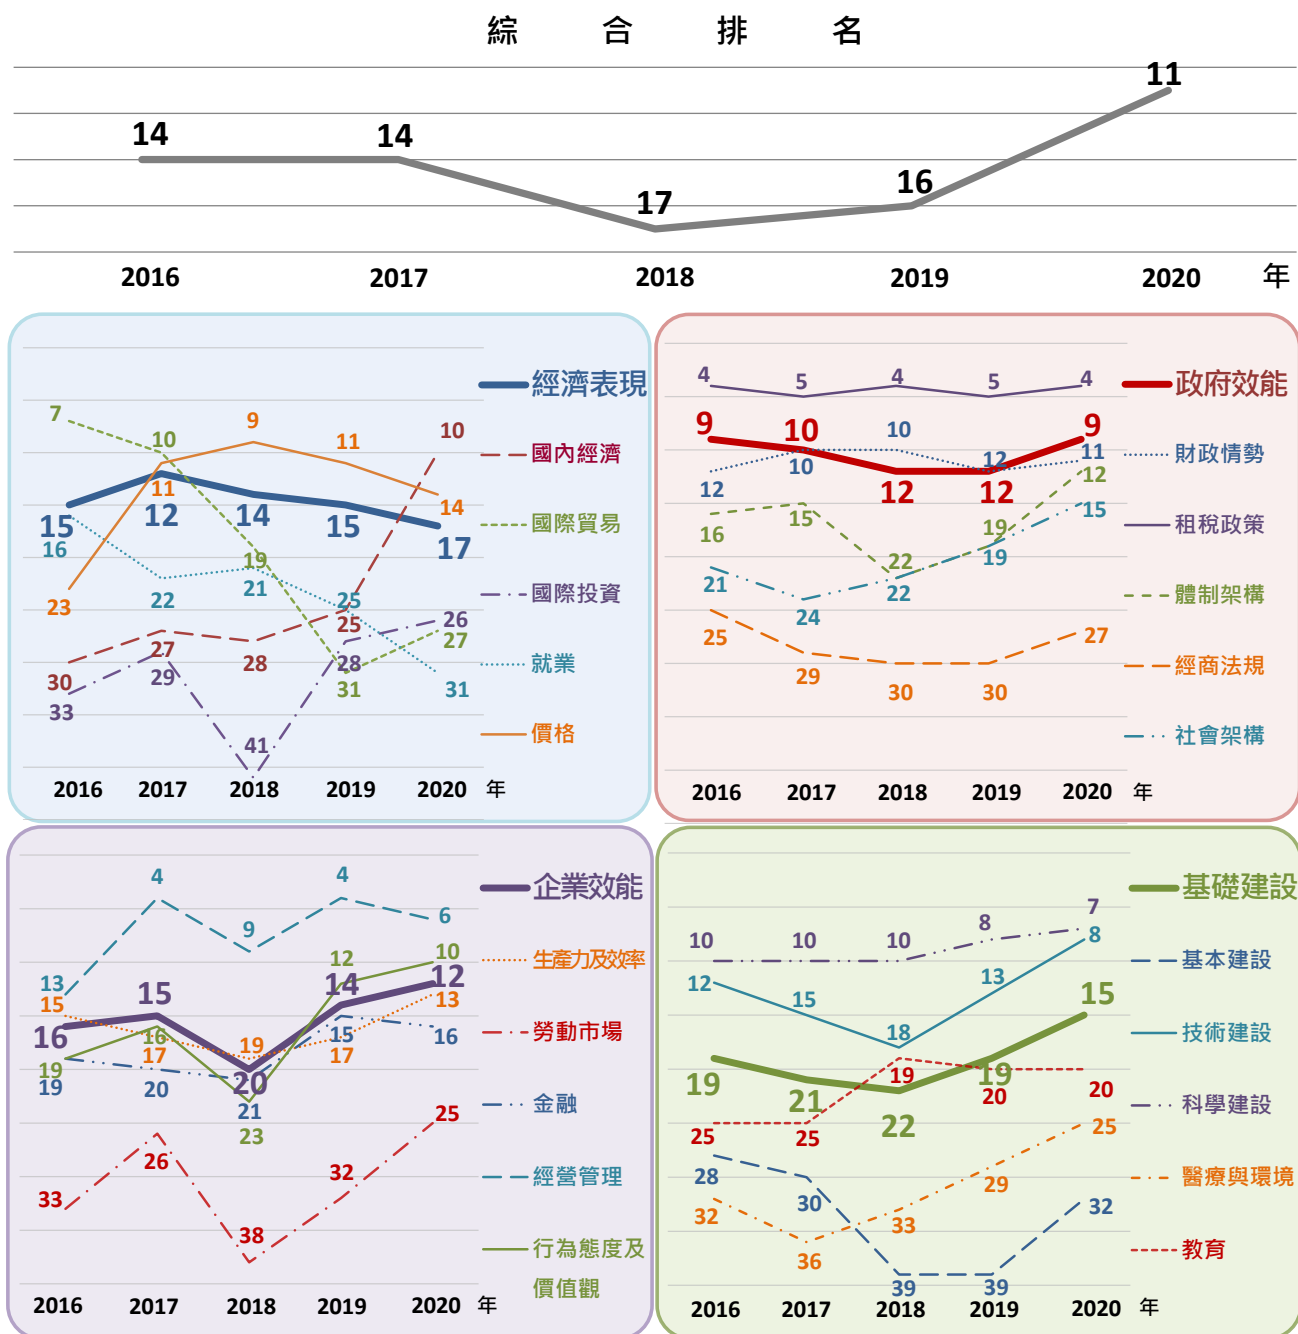 綜合排名
14 14 17 16 11
2016 2017 2018 2019 2020 年
經濟表現
國內經濟
國際貿易
國際投資
就業
價格
7 10 9 11 10
11 14
15 12 14 15 17
16 22 19 21 25 25
23 27 28 28 26 27
30 29 31 31
33 41
2016 2017 2018 2019 2020 年
政府效能
財政情勢
租稅政策
體制架構
經商法規
社會架構
4 5 4 5 4
9 10 10 12 9
12 10 12 12 11
16 15 22 19 12
21 24 22 19 15
25 29 30 30 27
2016 2017 2018 2019 2020 年
企業效能
生產力及效率
勞動市場
金融
經營管理
行為態度及
價值觀
4 9 4 6
13 12 10
15 15 14 12
16 16 19 15 13
19 17 20 17 16
19 20 21 23
33 26 38 32 25
2016 2017 2018 2019 2020 年
基礎建設
基本建設
技術建設
科學建設
醫療與環境
教育
10 10 10 8 7
12 15 18 13 8
19 21 22 19 15
25 25 19 20 20
28 30 39 39 32
32 36 33 29 25
2016 2017 2018 2019 2020 年